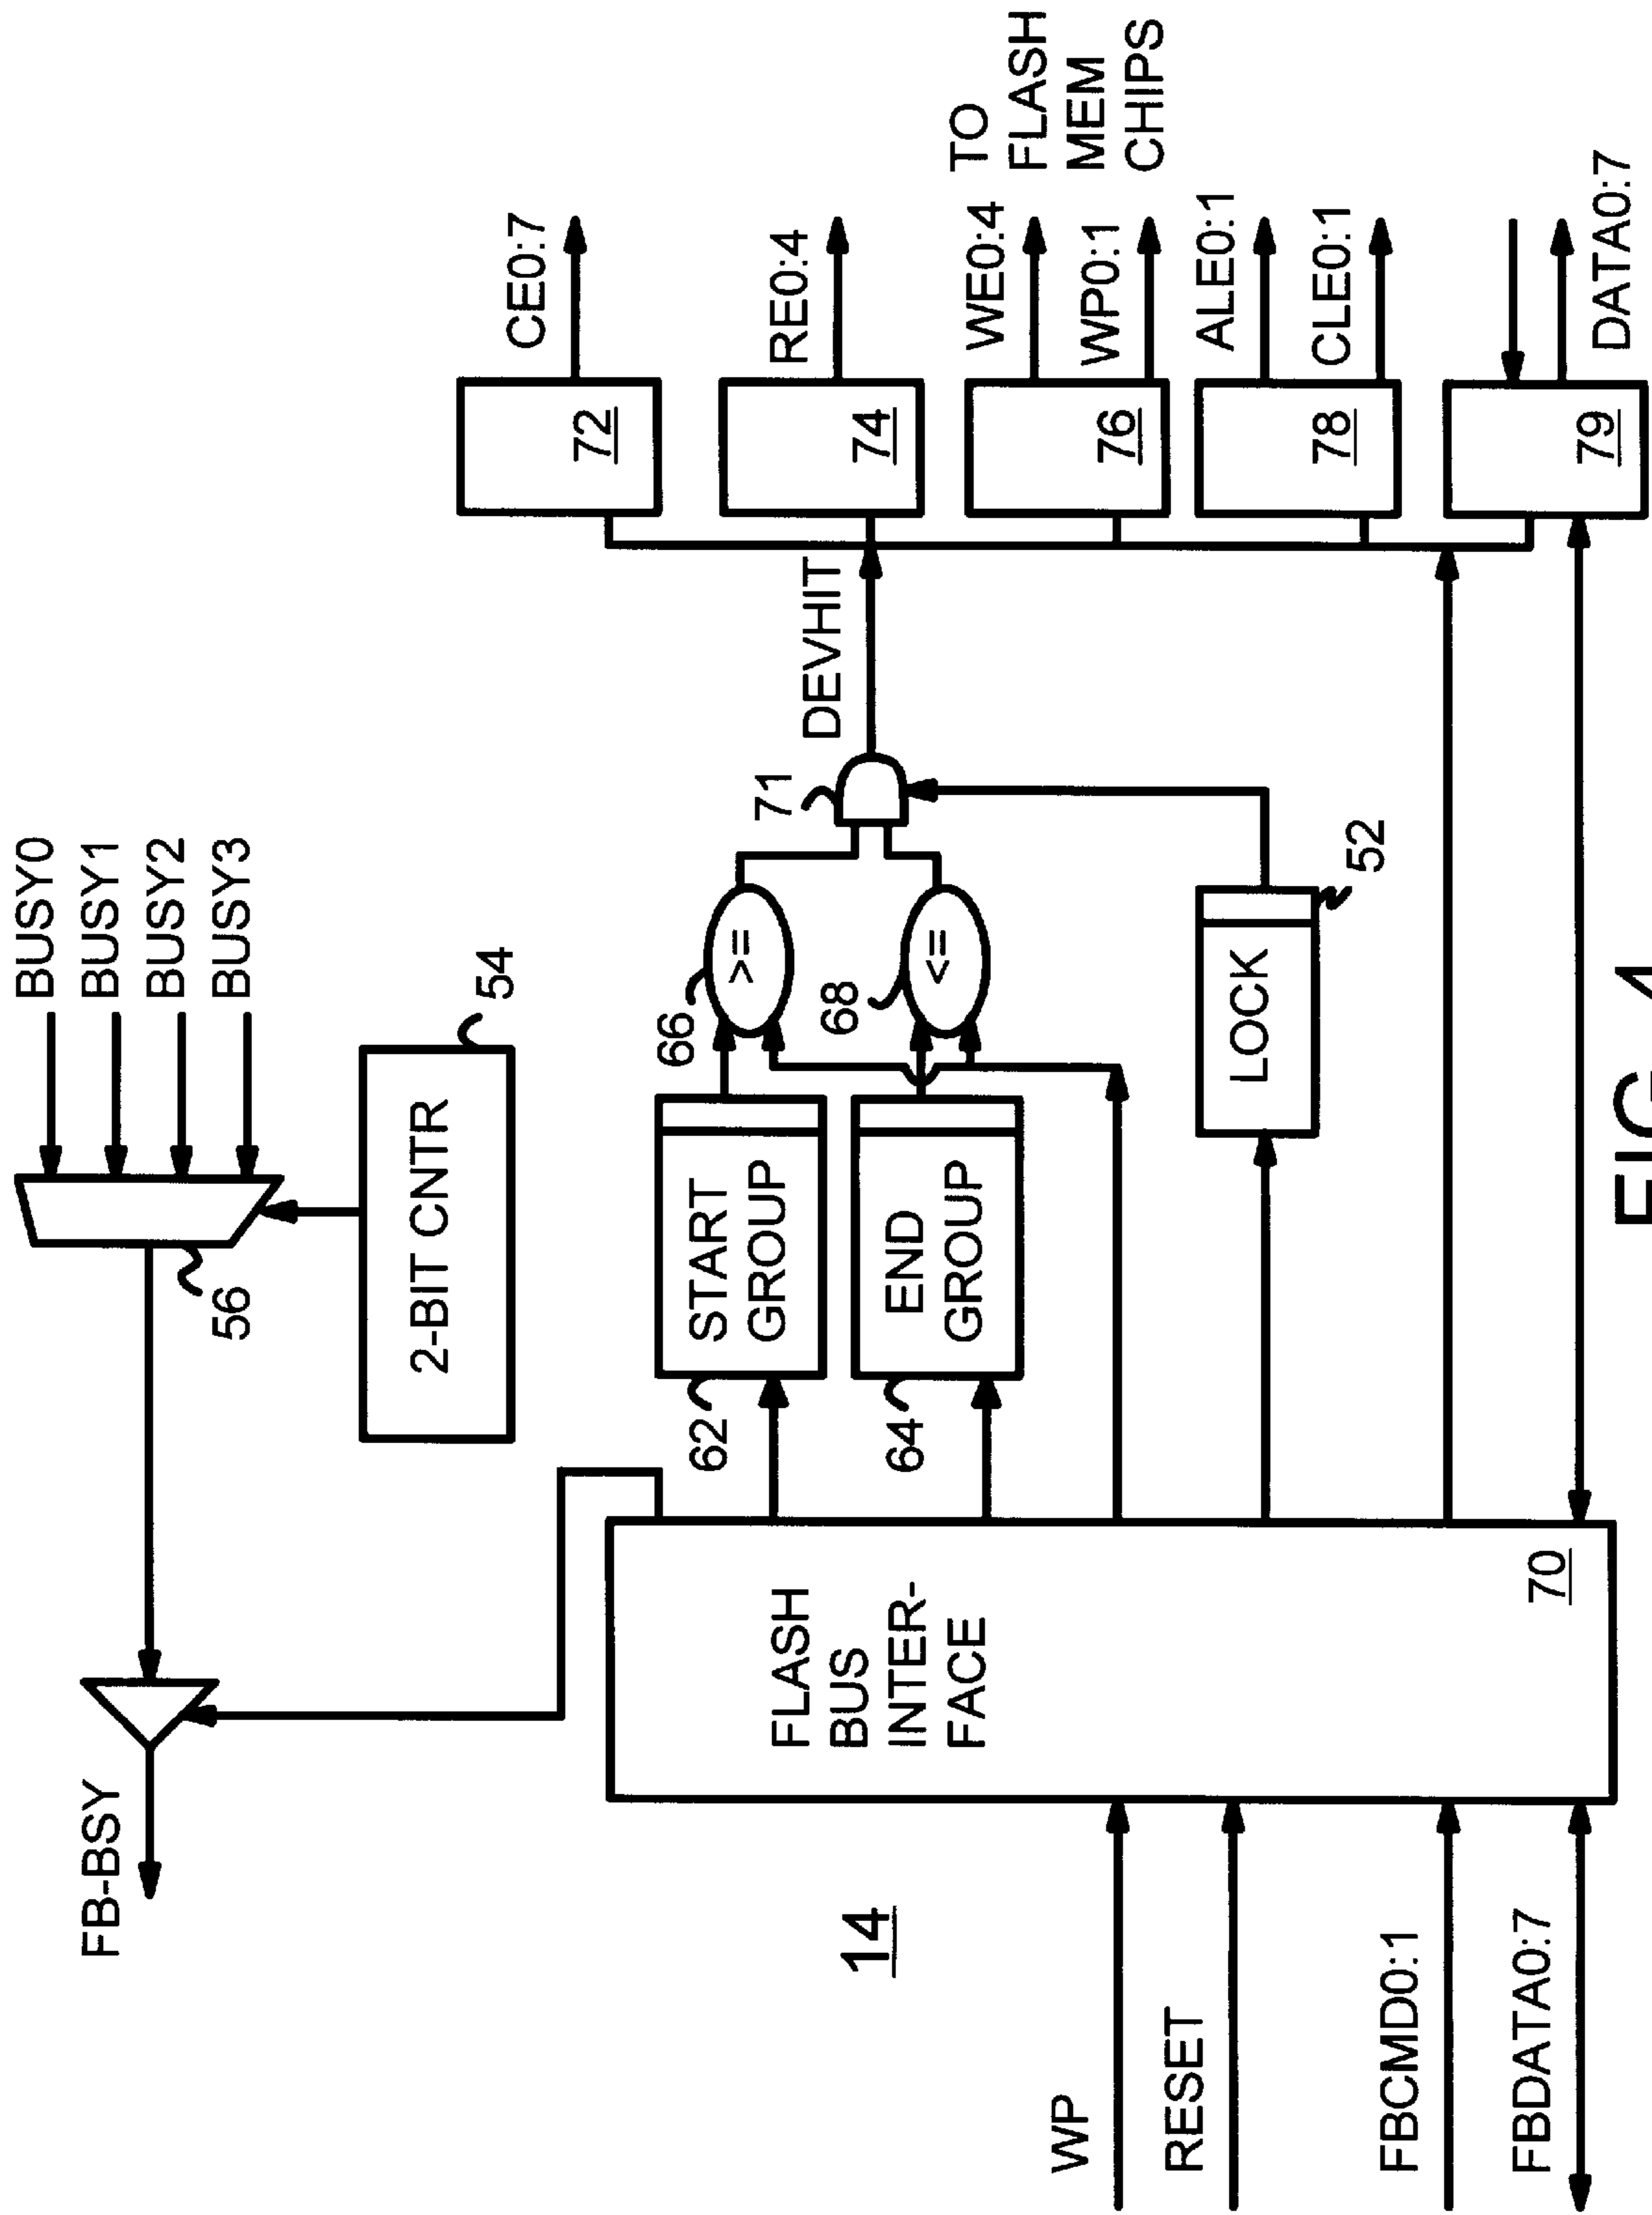 BUSY0
BUSY1
BUSY2
BUSY3
FB-BSY
56
2-BIT CNTR
54
14
WP
RESET
FBCMD0:1
FBDATA0:7
FLASH
BUS
INTER-
FACE
70
62
START
GROUP
64
END
GROUP
66
>=
68
<=
71
DEVHIT
LOCK
52
72
CE0:7
74
RE0:4
76
WE0:4
WP0:1
78
ALE0:1
CLE0:1
79
DATA0:7
TO
FLASH
MEM
CHIPS